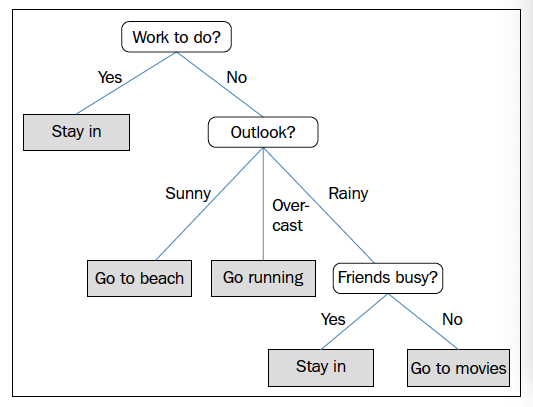 Work to do?
Yes
No
Stay in
Outlook?
Sunny
Over-
cast
Rainy
Go to beach
Go running
Friends busy?
Yes
No
Stay in
Go to movies